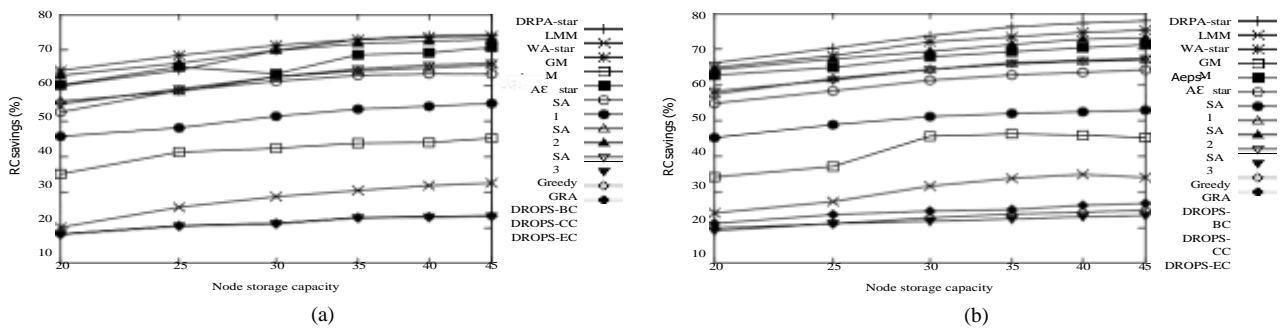 RC savings (%)
80
70
60
50
40
30
20
10
20 25 30 35 40 45
Node storage capacity
(a)
DRPA-star
LMM
WA-star
GM
M
AƐ star
SA
1
SA
2
SA
3
Greedy
GRA
DROPS-BC
DROPS-CC
DROPS-EC
RC savings (%)
80
70
60
50
40
30
20
10
20 25 30 35 40 45
Node storage capacity
(b)
DRPA-star
LMM
WA-star
GM
M
Aeps
AƐ star
SA
1
SA
2
SA
3
Greedy
GRA
DROPS-
BC
DROPS-
CC
DROPS-EC